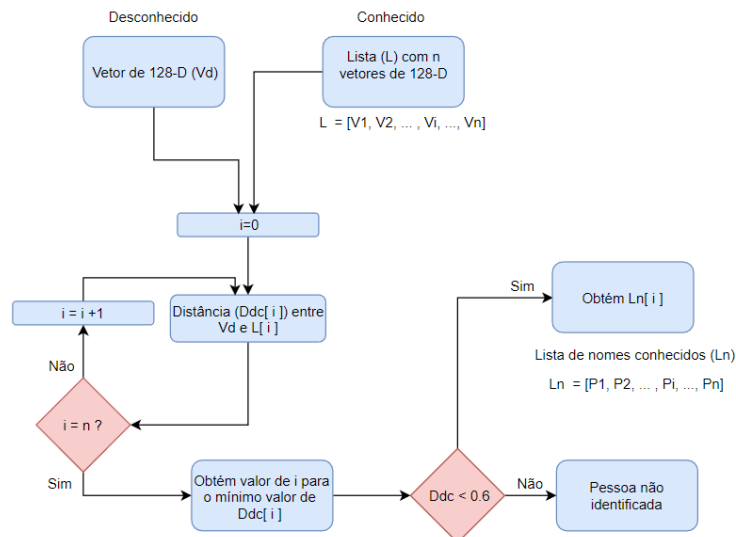 Desconhecido
Conhecido
Vetor de 128-D (Vd)
Lista (L) com n
vetores de 128-D
L = [V1, V2, ... , Vi, ..., Vn]
i=0
i = i +1
Distância (Ddc[ i ]) entre
Vd e L[ i ]
Não
i = n ?
Sim
Obtém valor de i para
o mínimo valor de
Ddc[ i ]
Ddc < 0.6
Sim
Obtém Ln[ i ]
Lista de nomes conhecidos (Ln)
Ln = [P1, P2, ... , Pi, ..., Pn]
Não
Pessoa não
identificada